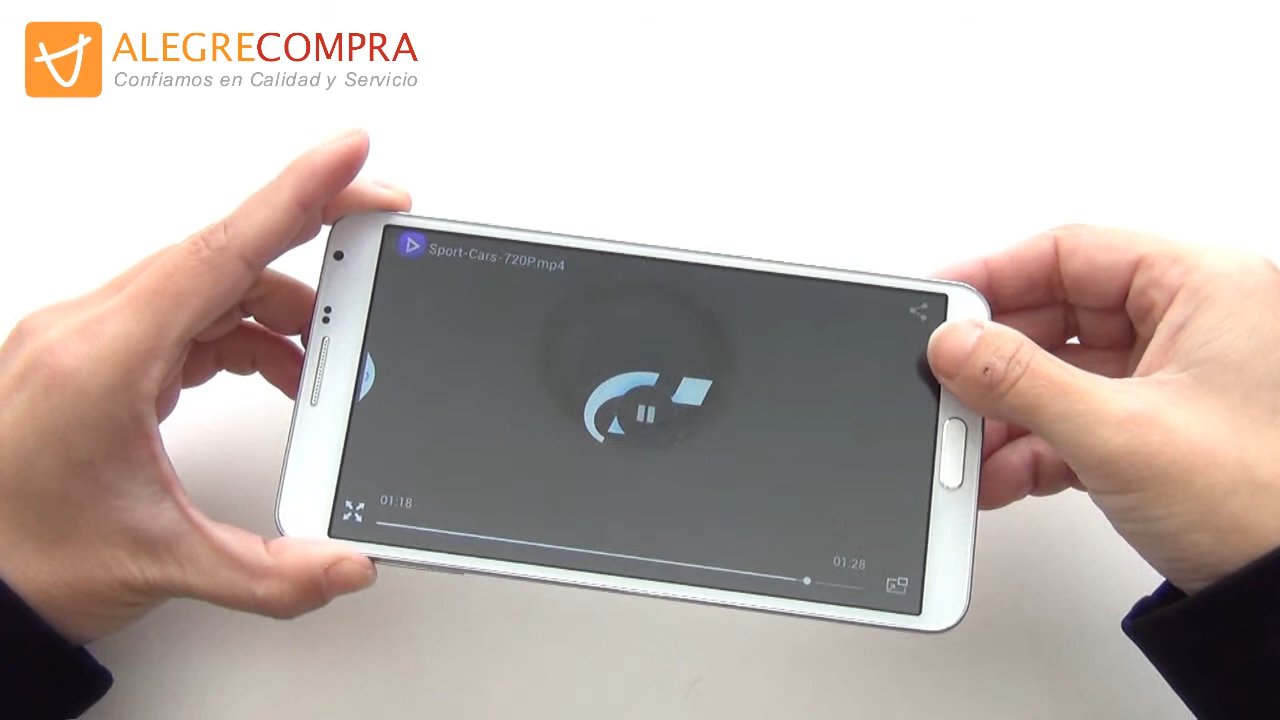 ALEGRECOMPRA
Confiamos en Calidad y Servicio
Sport-Cars-720P.mp4
01:18
01:28